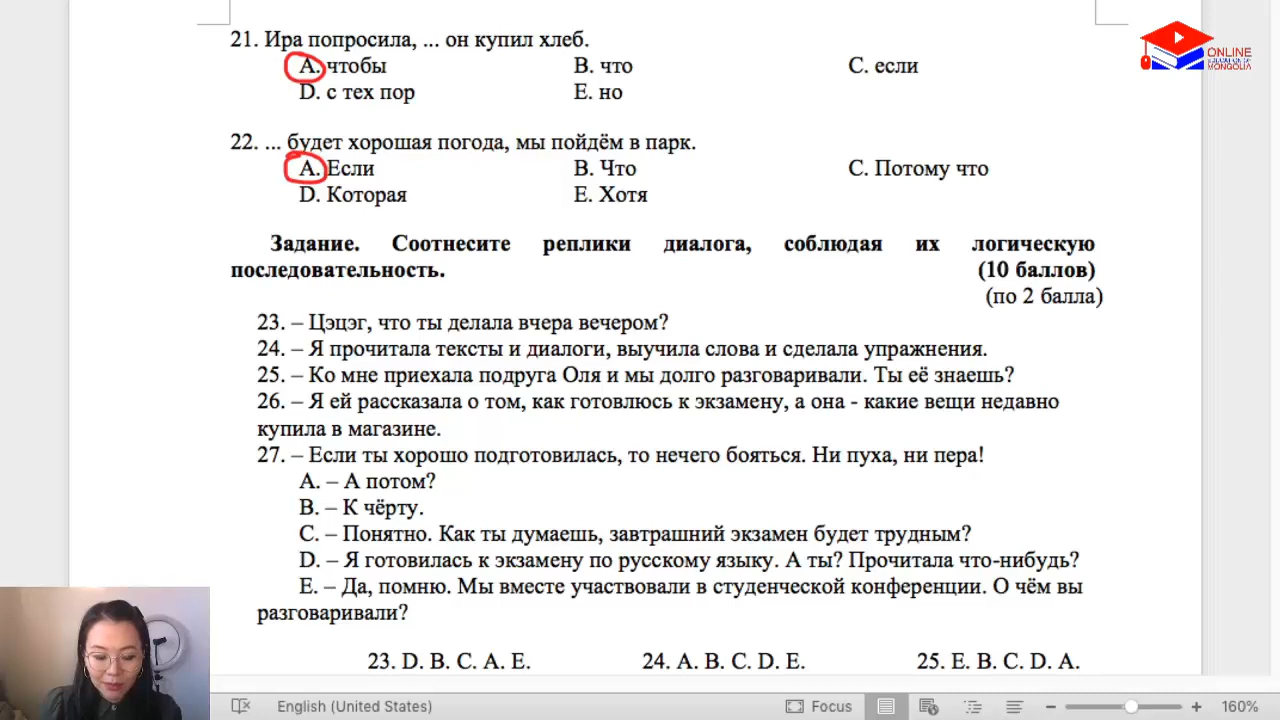 21. Ира попросила, ... он купил хлеб.
A. чтобы B. что C. если
D. с тех пор E. но
22. ... будет хорошая погода, мы пойдём в парк.
A. Если B. Что C. Потому что
D. Которая E. Хотя
Задание. Соотнесите реплики диалога, соблюдая их логическую
последовательность. (10 баллов)
(по 2 балла)
23. – Цэцэг, что ты делала вчера вечером?
24. – Я прочитала тексты и диалоги, выучила слова и сделала упражнения.
25. – Ко мне приехала подруга Оля и мы долго разговаривали. Ты её знаешь?
26. – Я ей рассказала о том, как готовлюсь к экзамену, а она - какие вещи недавно
купила в магазине.
27. – Если ты хорошо подготовилась, то нечего бояться. Ни пуха, ни пера!
A. – А потом?
B. – К чёрту.
C. – Понятно. Как ты думаешь, завтрашний экзамен будет трудным?
D. – Я готовилась к экзамену по русскому языку. А ты? Прочитала что-нибудь?
E. – Да, помню. Мы вместе участвовали в студенческой конференции. О чём вы
разговаривали?
23. D. B. C. A. E. 24. A. B. C. D. E. 25. E. B. C. D. A.
ONLINE
EDUCATION OF
MONGOLIA
English (United States) Focus 160%